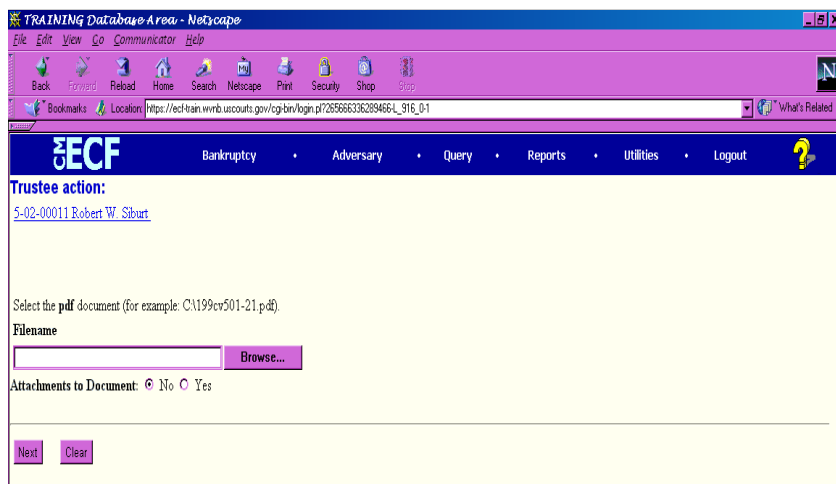 TRAINING Database Area - Netscape
File Edit View Go Communicator Help
Back Forward Reload Home Search Netscape Print Security Shop Stop
My
N
Bookmarks Location: https://ecf-train.wvnb.uscourts.gov/cgi-bin/login.pl?265666336289466-L_916_0-1 What's Related
CM ECF Bankruptcy • Adversary • Query • Reports • Utilities • Logout ?
Trustee action:
5-02-00011 Robert W. Siburt
Select the pdf document (for example: C:\199cv501-21.pdf).
Filename
Browse...
Attachments to Document: No Yes
Next Clear